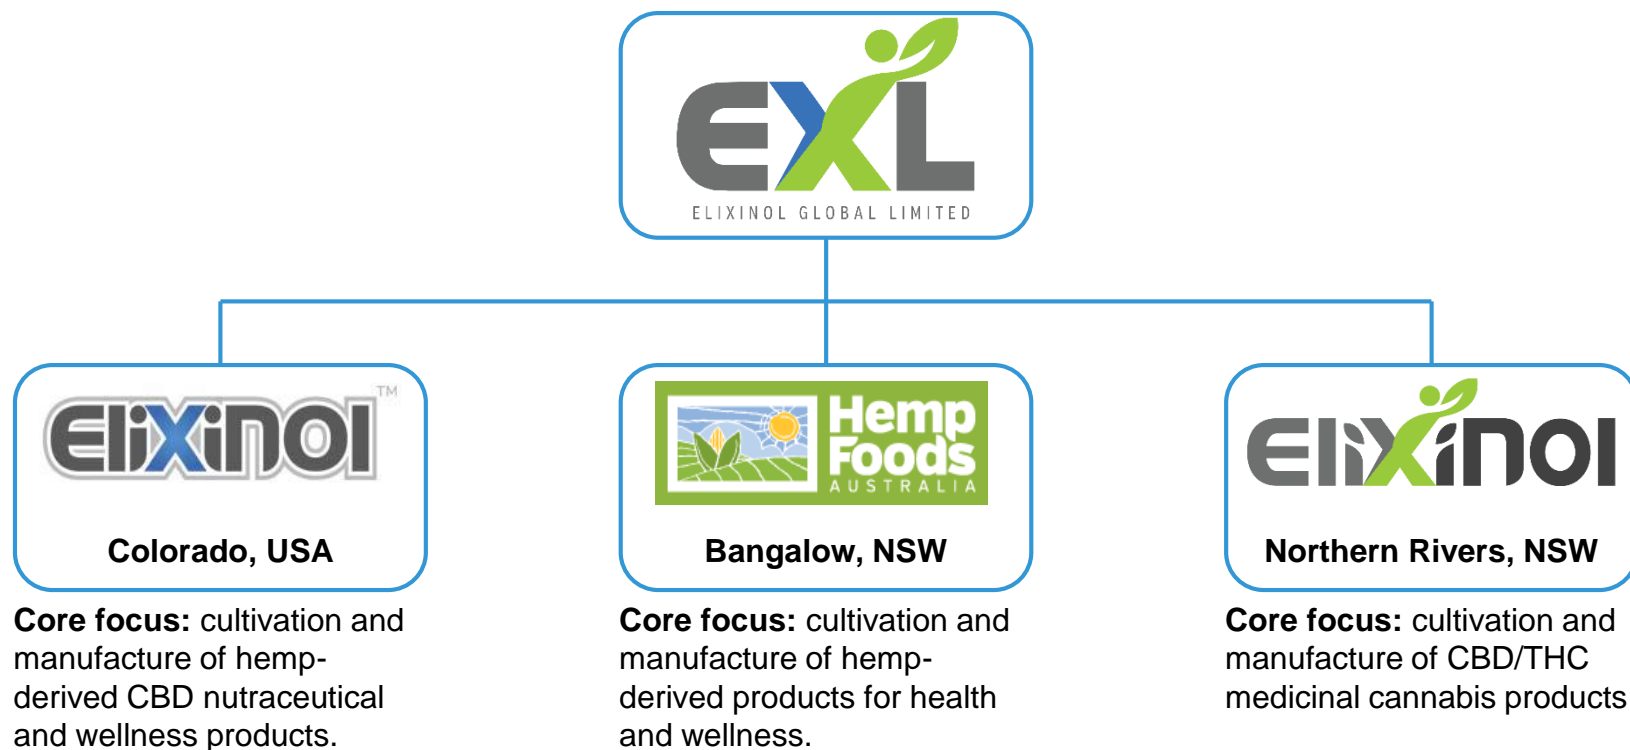 EXL
ELIXINOL GLOBAL LIMITED
EliXinol™
Colorado, USA
Core focus: cultivation and
manufacture of hemp-
derived CBD nutraceutical
and wellness products.
Hemp
Foods
AUSTRALIA
Bangalow, NSW
Core focus: cultivation and
manufacture of hemp-
derived products for health
and wellness.
EliXinol
Northern Rivers, NSW
Core focus: cultivation and
manufacture of CBD/THC
medicinal cannabis products